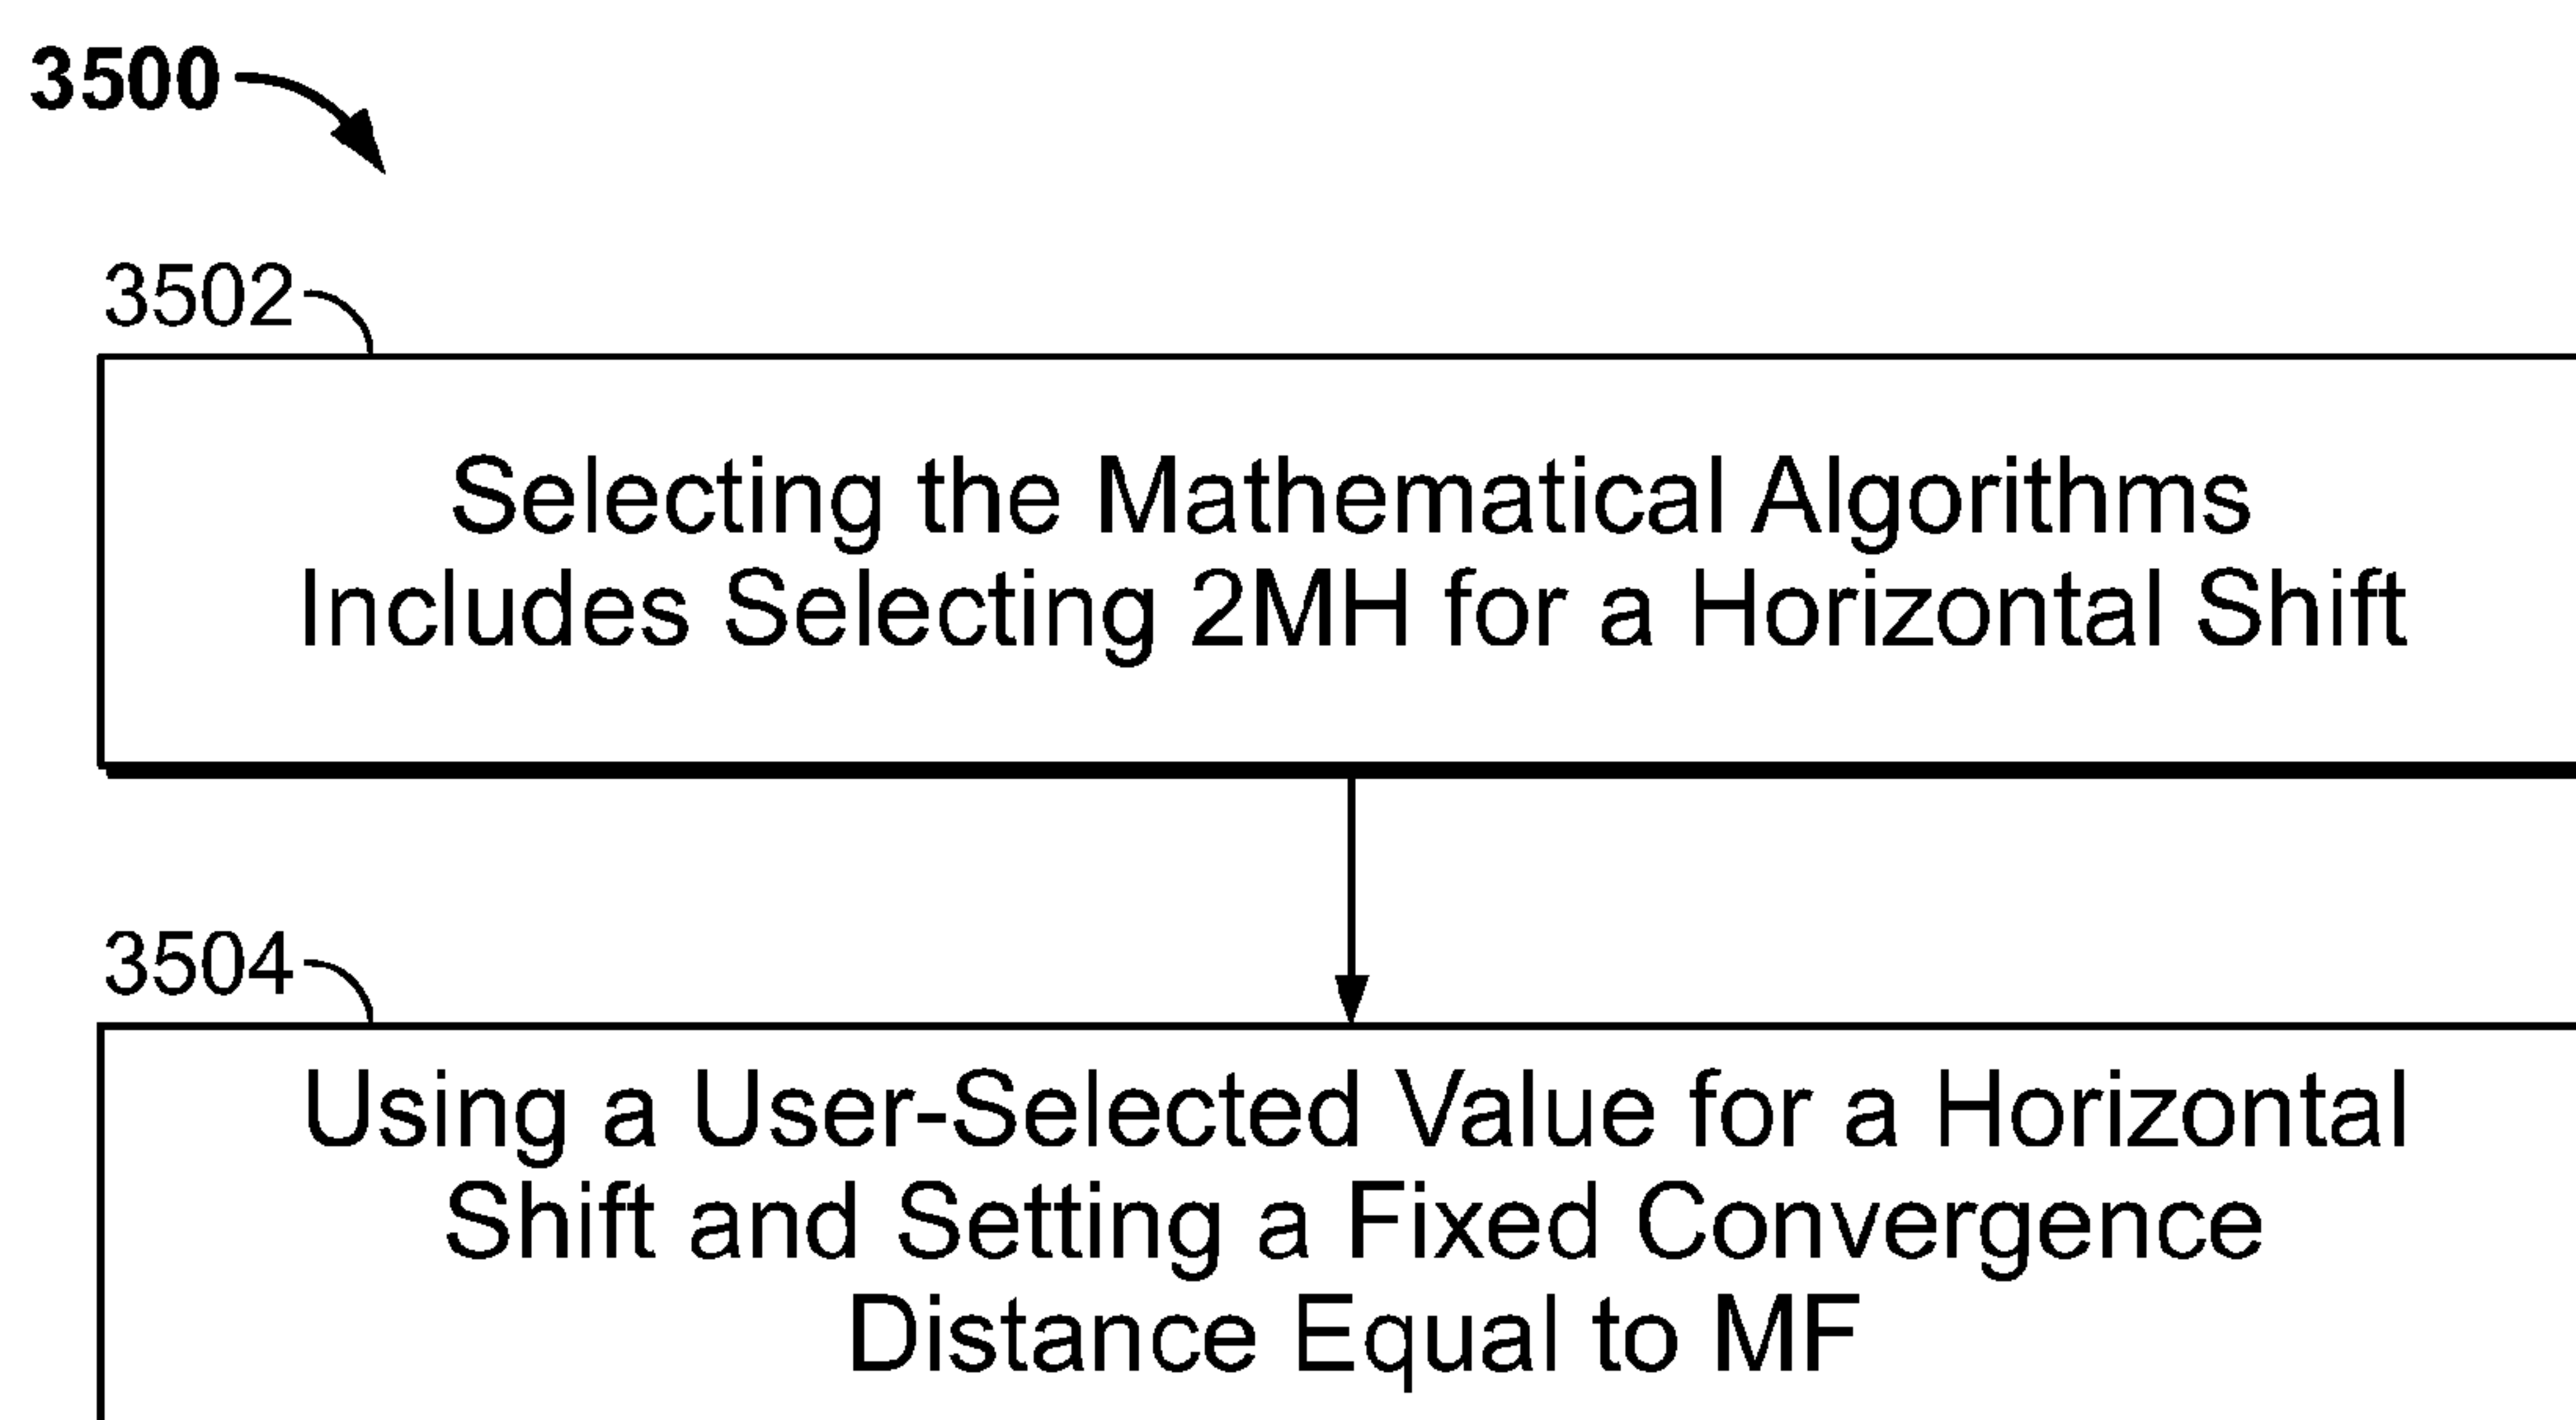 3500
3502
Selecting the Mathematical Algorithms
Includes Selecting 2MH for a Horizontal Shift
3504
Using a User-Selected Value for a Horizontal
Shift and Setting a Fixed Convergence
Distance Equal to MF